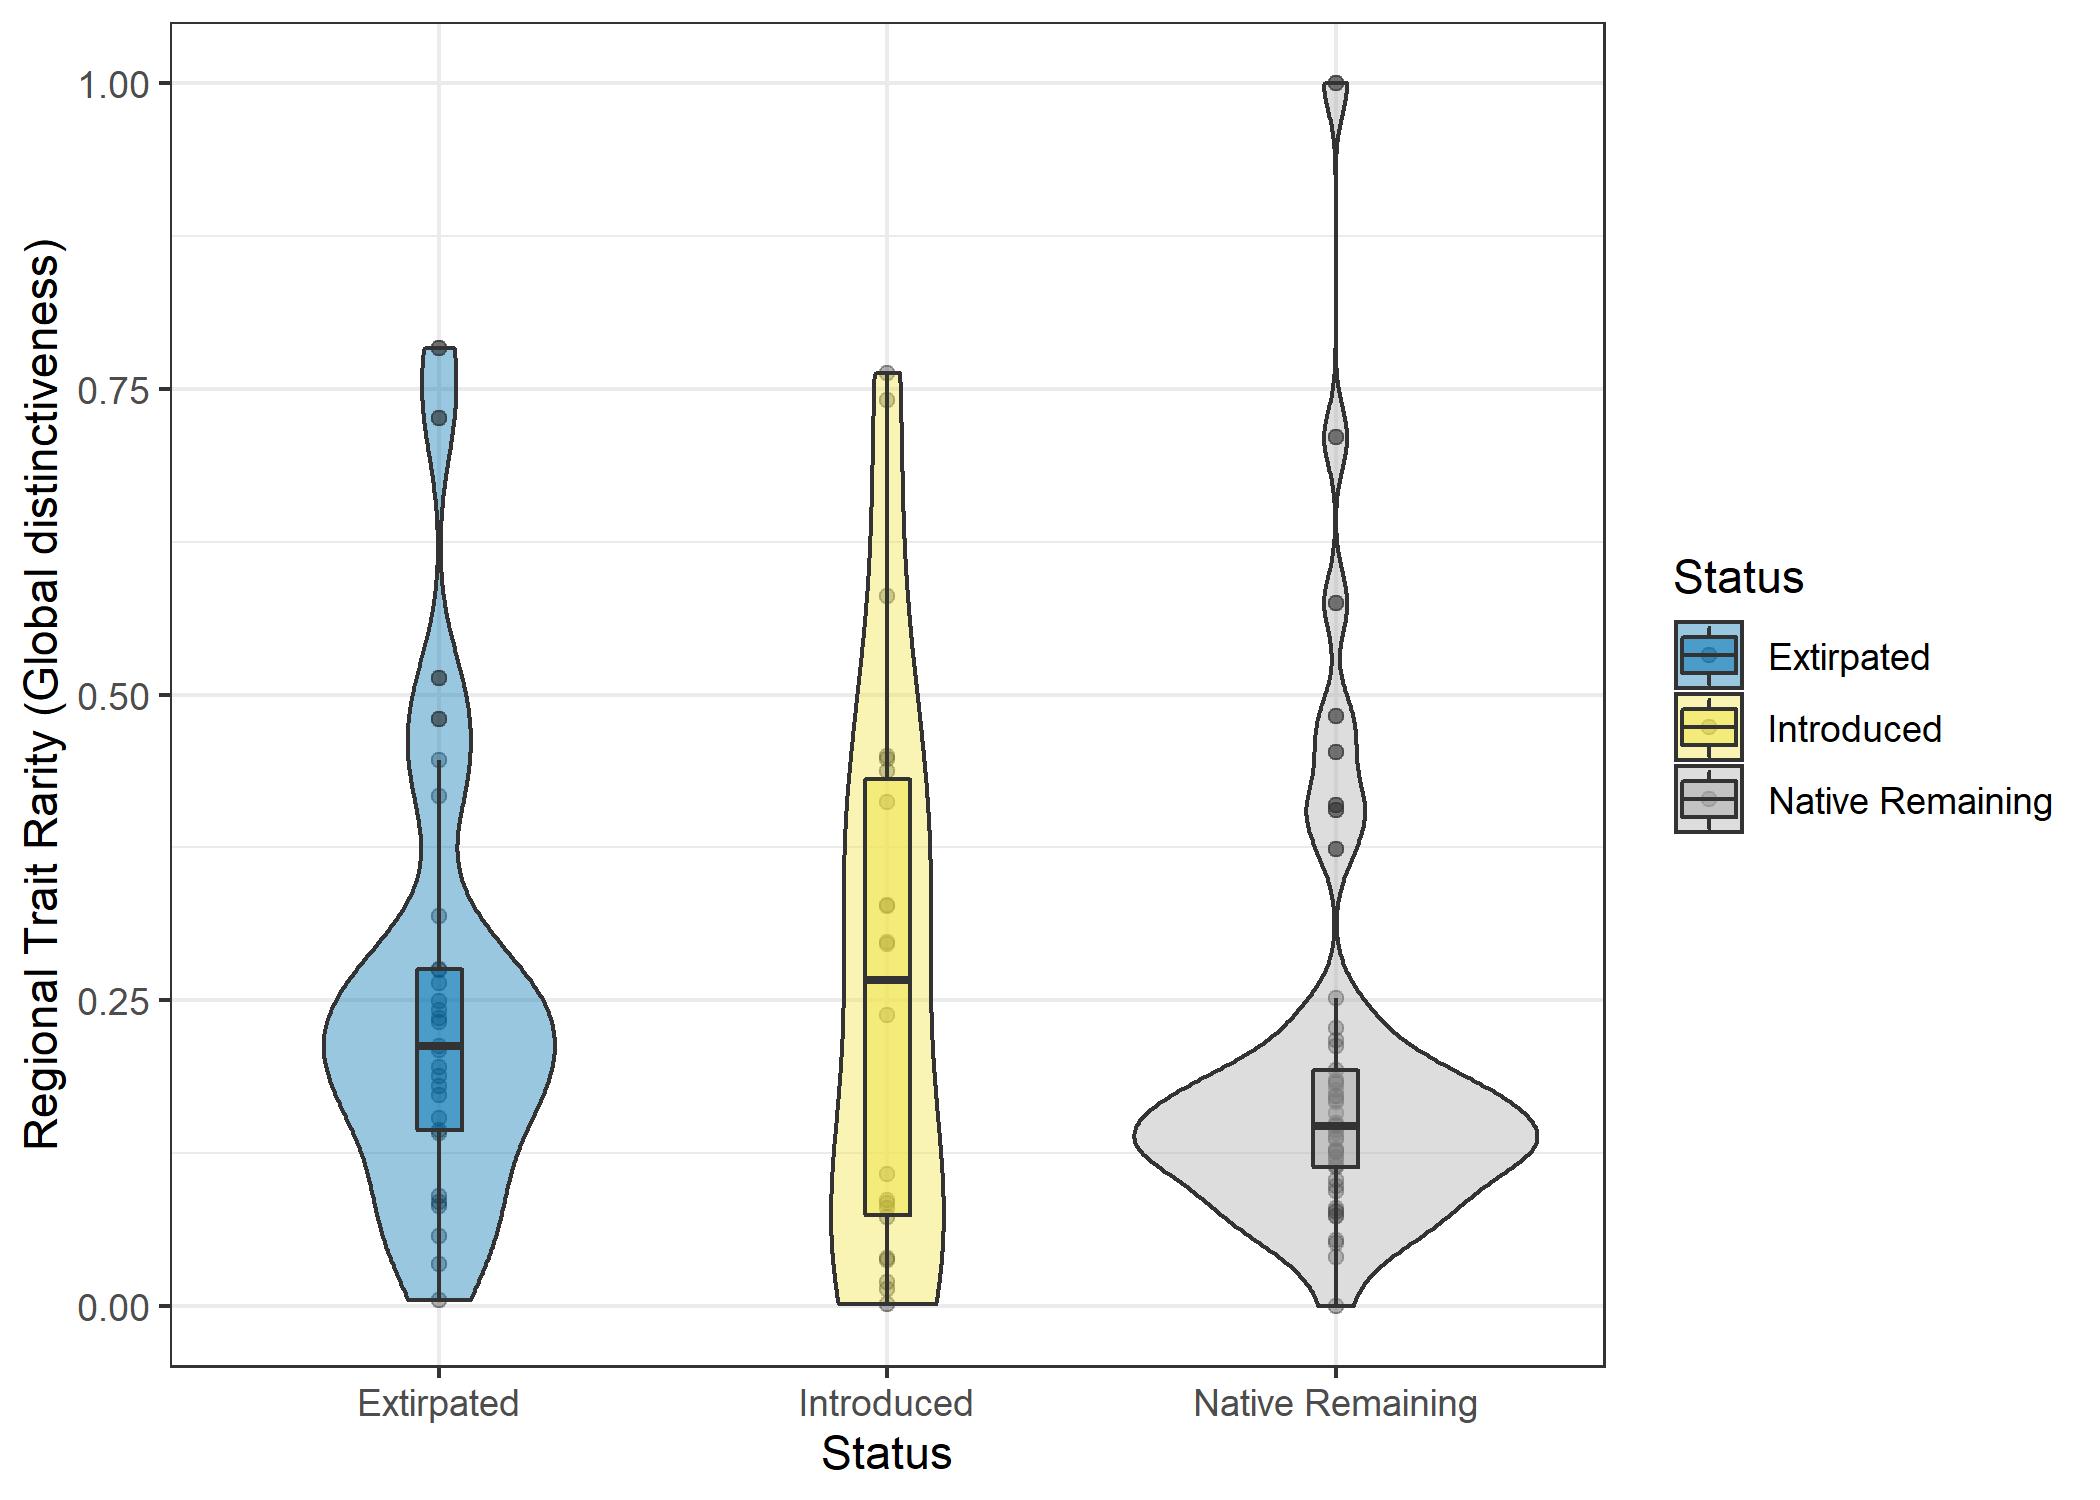 Regional Trait Rarity (Global distinctiveness)
1.00
0.75
0.50
0.25
0.00
Extirpated
Introduced
Native Remaining
Status
Status
Extirpated
Introduced
Native Remaining